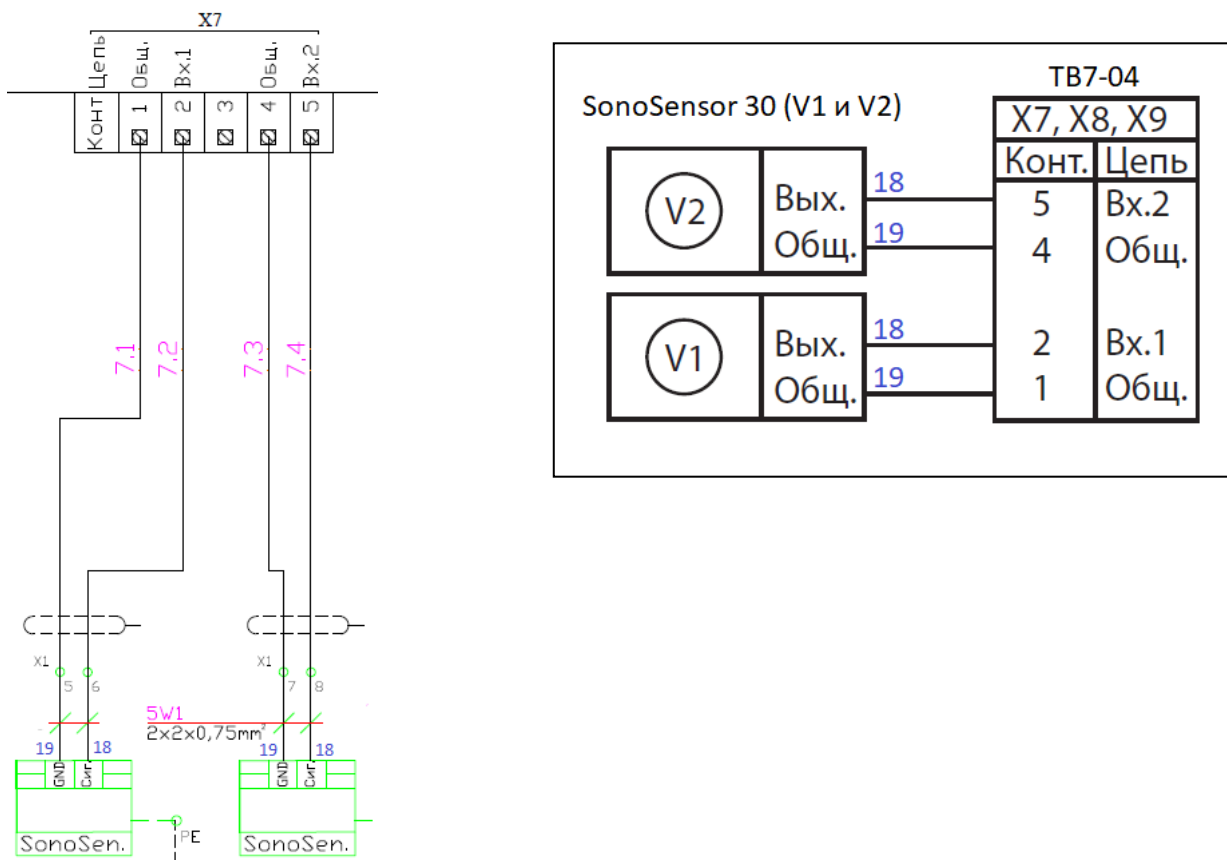 X7
Цепь
Общ.
Вх.1
Общ.
Вх.2
Конт
1
2
3
4
5
7.1
7.2
7.3
7.4
X1
5
6
X1
7
8
5W1
2x2x0,75mm²
19
18
19
18
GND
Сиг.
GND
Сиг.
PE
SonoSen.
SonoSen.
SonoSensor 30 (V1 и V2)
ТВ7-04
X7, X8, X9
Конт. Цепь
V2
Вых. 18 5 Вх.2
Общ. 19 4 Общ.
V1
Вых. 18 2 Вх.1
Общ. 19 1 Общ.